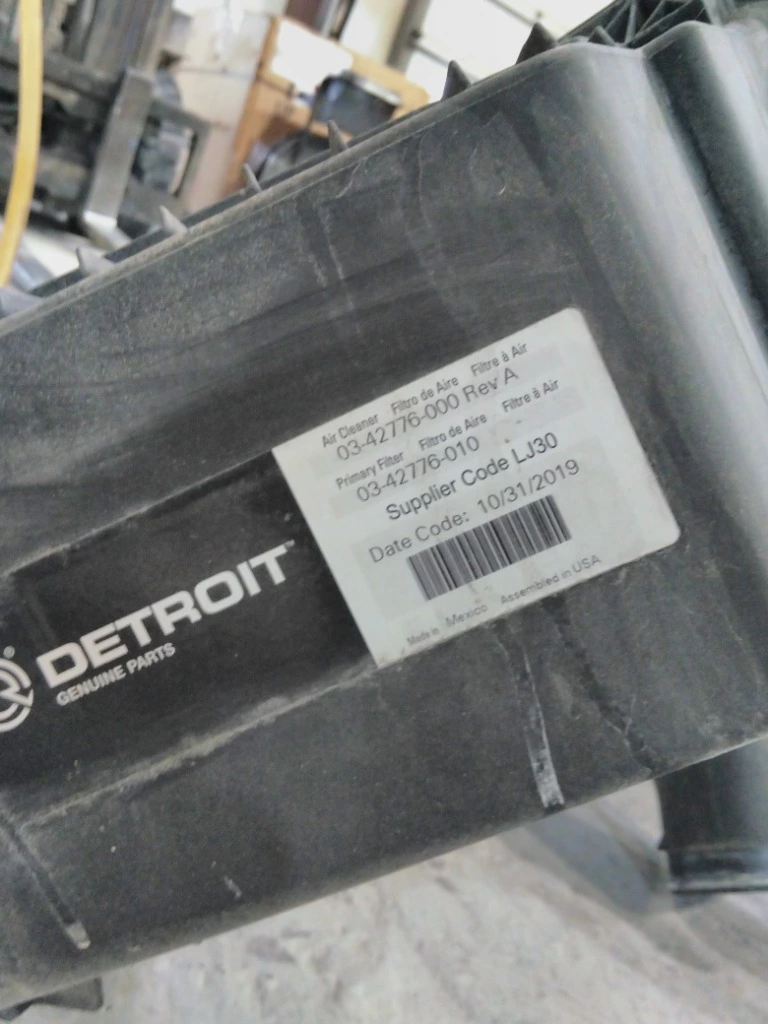 Air Cleaner Filtro de Aire Filtre à Air
03-42776-000 Rev A
Primary Filter Filtro de Aire Filtre à Air
03-42776-010
Supplier Code LJ30
Date Code: 10/31/2019
Made in Mexico Assembled in USA
DETROIT™
GENUINE PARTS